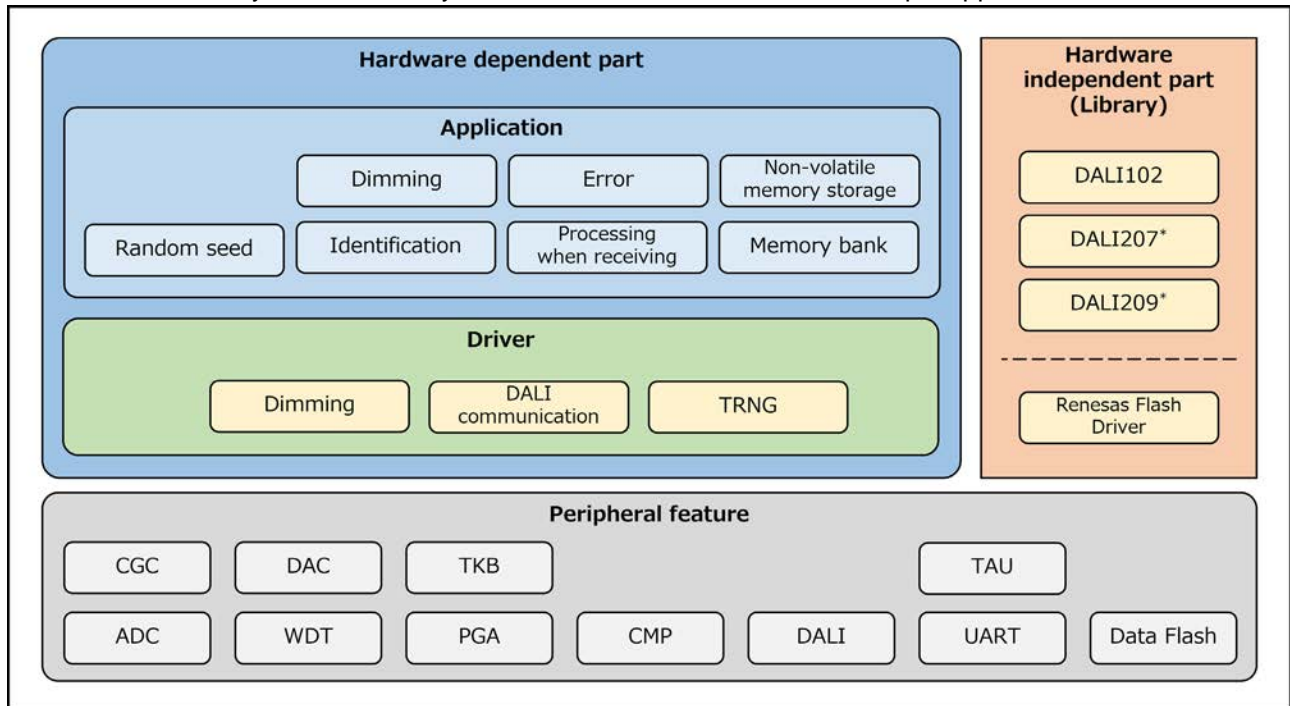 Hardware dependent part
Application
Dimming
Error
Non-volatile
memory storage
Random seed
Identification
Processing
when receiving
Memory bank
Driver
Dimming
DALI
communication
TRNG
Hardware
independent part
(Library)
DALI102
DALI207*
DALI209*
Renesas Flash
Driver
Peripheral feature
CGC
DAC
TKB
TAU
ADC
WDT
PGA
CMP
DALI
UART
Data Flash